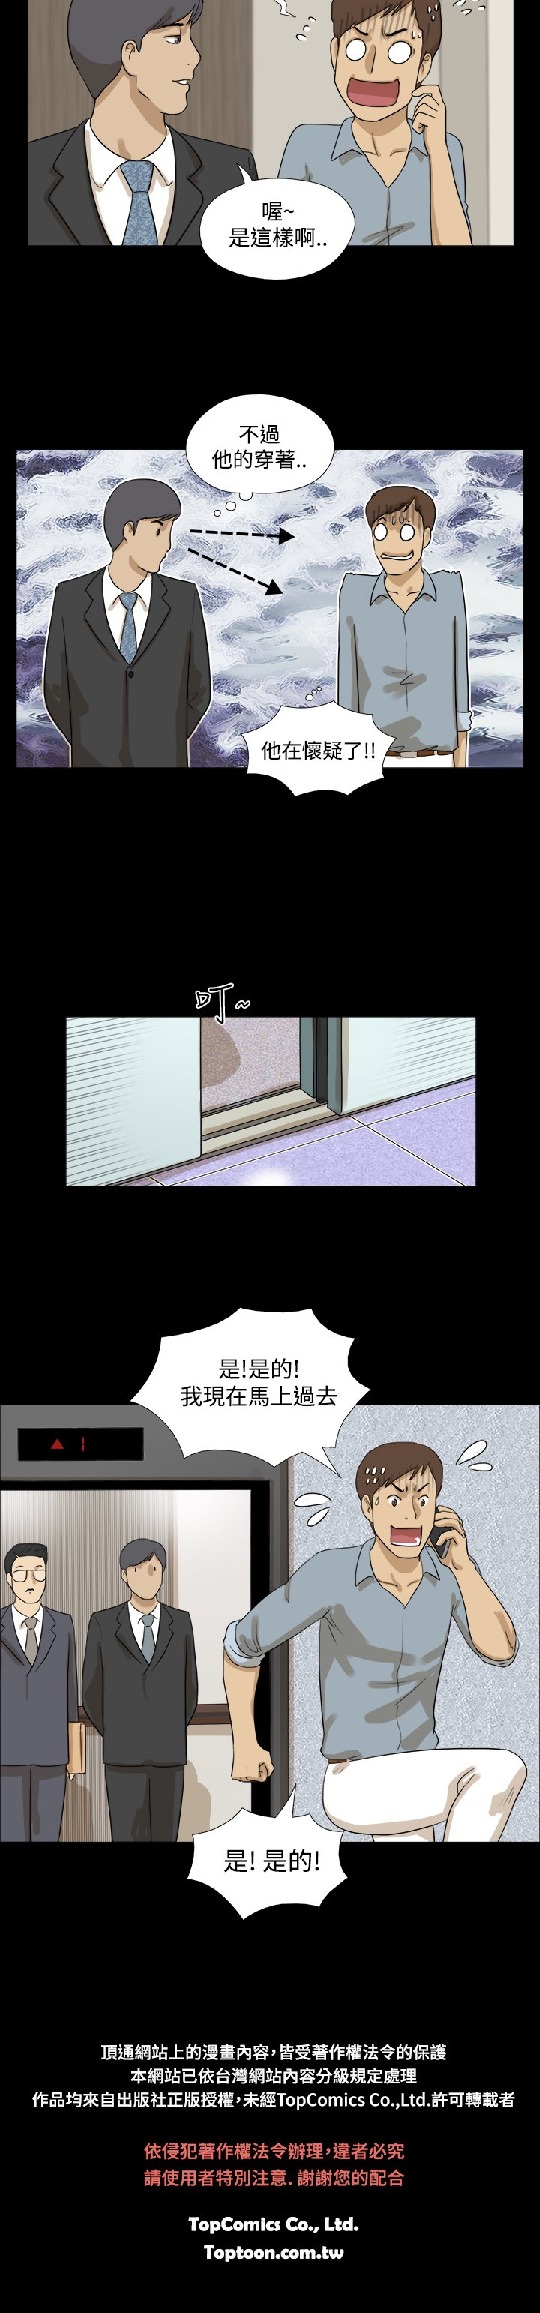 喔~
是這樣啊..
不過
他的穿著..
他在懷疑了!!
叮~
是!是的!
我現在馬上過去
▲ 1
是! 是的!
頂通網站上的漫畫內容,皆受著作權法令的保護
本網站已依台灣網站內容分級規定處理
作品均來自出版社正版授權,未經TopComics Co.,Ltd.許可轉載者
依侵犯著作權法令辦理,違者必究
請使用者特別注意. 謝謝您的配合
TopComics Co., Ltd.
Toptoon.com.tw